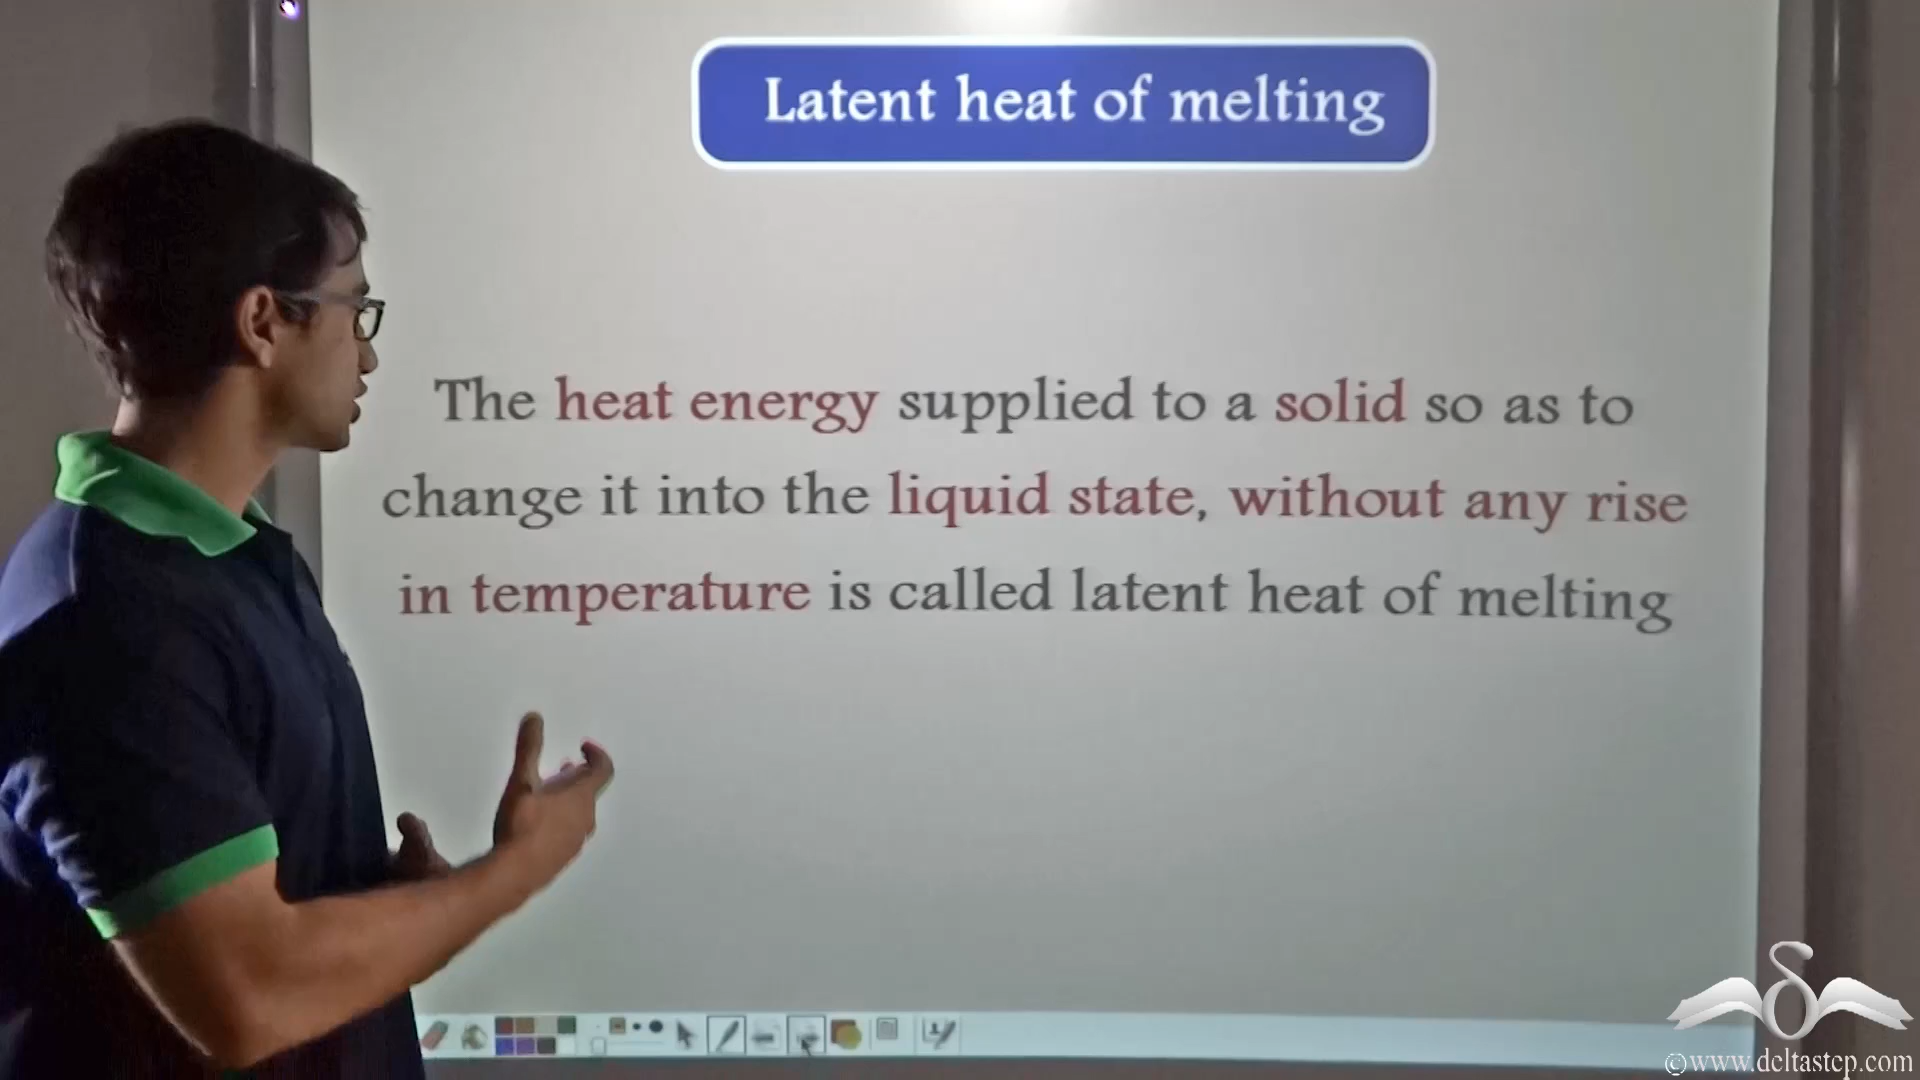 Latent heat of melting
The heat energy supplied to a solid so as to
change it into the liquid state, without any rise
in temperature is called latent heat of melting
©www.deltastep.com